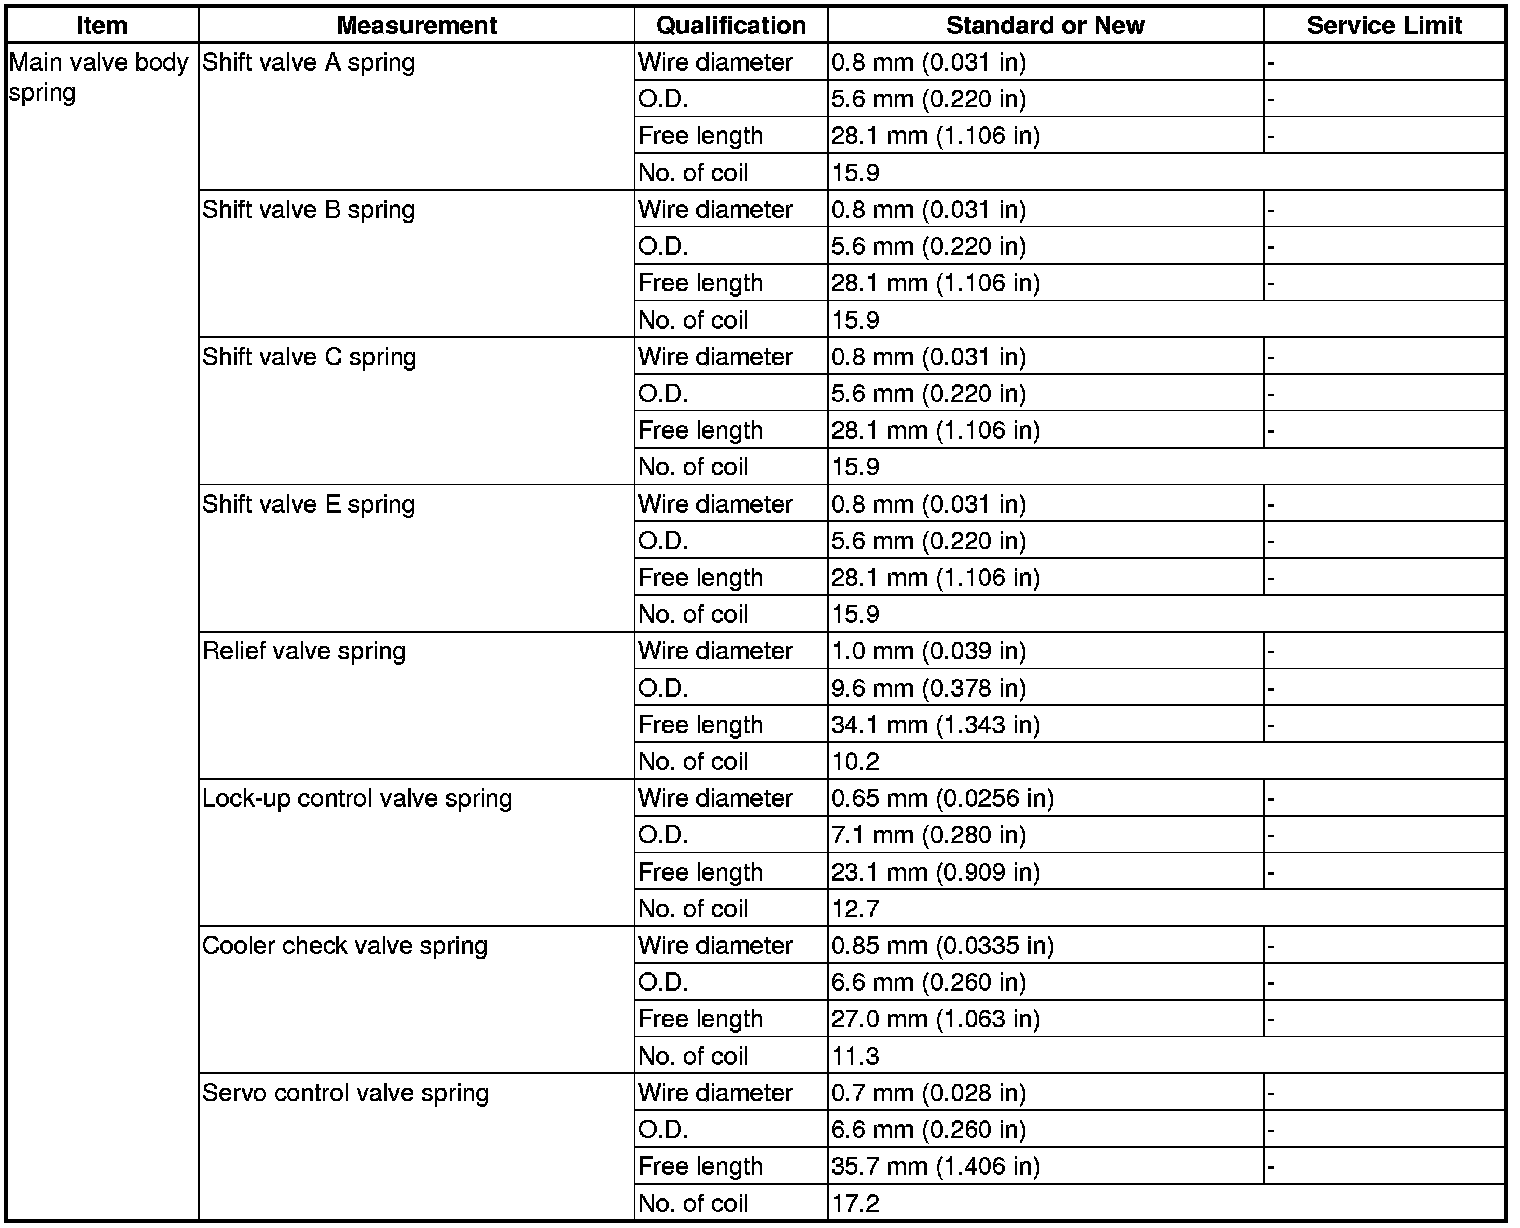 Item Measurement Qualification Standard or New Service Limit
Main valve body Shift valve A spring Wire diameter 0.8 mm (0.031 in) -
spring
O.D. 5.6 mm (0.220 in) -
Free length 28.1 mm (1.106 in) -
No. of coil 15.9
Shift valve B spring Wire diameter 0.8 mm (0.031 in) -
O.D. 5.6 mm (0.220 in) -
Free length 28.1 mm (1.106 in) -
No. of coil 15.9
Shift valve C spring Wire diameter 0.8 mm (0.031 in) -
O.D. 5.6 mm (0.220 in) -
Free length 28.1 mm (1.106 in) -
No. of coil 15.9
Shift valve E spring Wire diameter 0.8 mm (0.031 in) -
O.D. 5.6 mm (0.220 in) -
Free length 28.1 mm (1.106 in) -
No. of coil 15.9
Relief valve spring Wire diameter 1.0 mm (0.039 in) -
O.D. 9.6 mm (0.378 in) -
Free length 34.1 mm (1.343 in) -
No. of coil 10.2
Lock-up control valve spring Wire diameter 0.65 mm (0.0256 in) -
O.D. 7.1 mm (0.280 in) -
Free length 23.1 mm (0.909 in) -
No. of coil 12.7
Cooler check valve spring Wire diameter 0.85 mm (0.0335 in) -
O.D. 6.6 mm (0.260 in) -
Free length 27.0 mm (1.063 in) -
No. of coil 11.3
Servo control valve spring Wire diameter 0.7 mm (0.028 in) -
O.D. 6.6 mm (0.260 in) -
Free length 35.7 mm (1.406 in) -
No. of coil 17.2